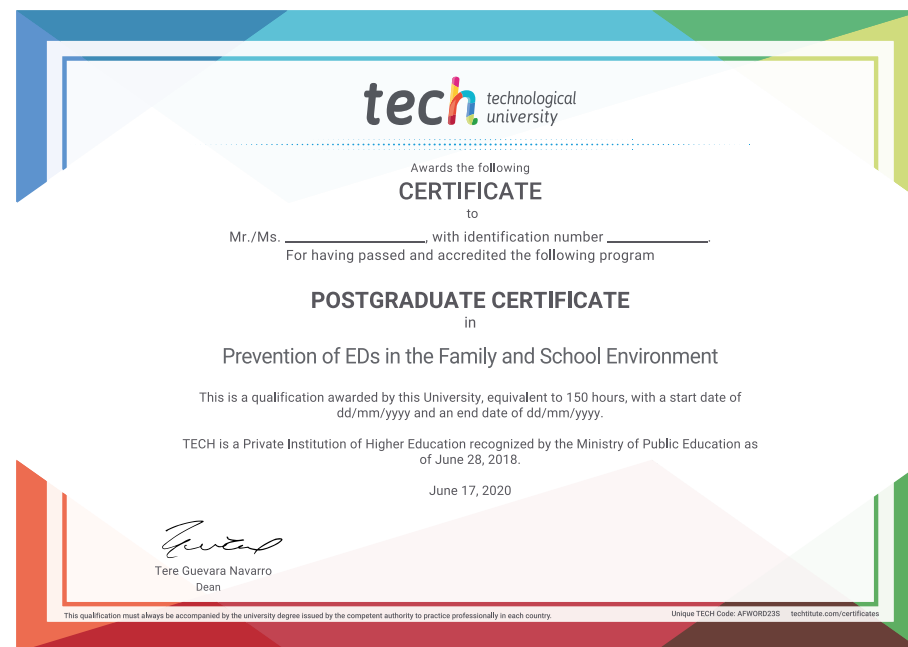 tech technological
university
Awards the following
CERTIFICATE
to
Mr./Ms. ____________________, with identification number ______________.
For having passed and accredited the following program
POSTGRADUATE CERTIFICATE
in
Prevention of EDs in the Family and School Environment
This is a qualification awarded by this University, equivalent to 150 hours, with a start date of
dd/mm/yyyy and an end date of dd/mm/yyyy.
TECH is a Private Institution of Higher Education recognized by the Ministry of Public Education as
of June 28, 2018.
June 17, 2020
Tere Guevara Navarro
Dean
This qualification must always be accompanied by the university degree issued by the competent authority to practice professionally in each country.
Unique TECH Code: AFWORD23S techtitute.com/certificates